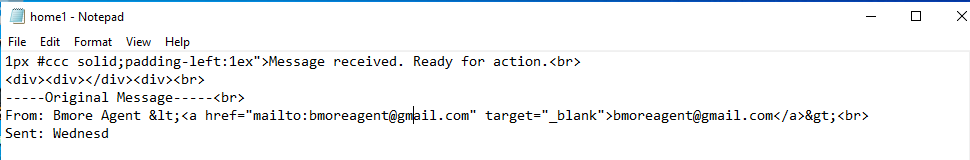 home1 - Notepad
File Edit Format View Help
1px #ccc solid;padding-left:1ex">Message received. Ready for action.<br>
<div><div></div><div><br>
-----Original Message-----<br>
From: Bmore Agent &lt;<a href="mailto:bmoreagent@gmail.com" target="_blank">bmoreagent@gmail.com</a>&gt;<br>
Sent: Wednesd